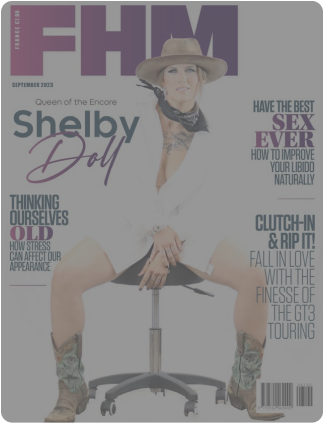 FRANCE CLUB
FHM
SEPTEMBER 2023
Queen of the Encore
Shelby
Doll
HAVE THE BEST
SEX
EVER
HOW TO IMPROVE
YOUR LIBIDO
NATURALLY
THINKING
OURSELVES
OLD
HOW STRESS
CAN AFFECT OUR
APPEARANCE
CLUTCH-IN
& RIP IT!
FALL IN LOVE
WITH THE
FINESSE OF
THE GT3
TOURING